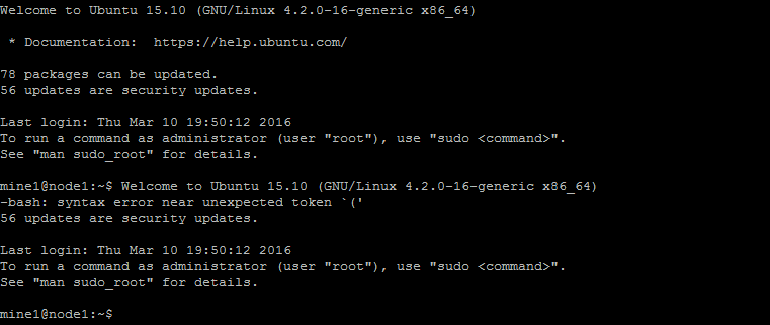 Welcome to Ubuntu 15.10 (GNU/Linux 4.2.0-16-generic x86_64)
* Documentation:  https://help.ubuntu.com/
78 packages can be updated.
56 updates are security updates.
Last login: Thu Mar 10 19:50:12 2016
To run a command as administrator (user "root"), use "sudo <command>".
See "man sudo_root" for details.
mine1@node1:~$ Welcome to Ubuntu 15.10 (GNU/Linux 4.2.0-16-generic x86_64)
-bash: syntax error near unexpected token `('
56 updates are security updates.
Last login: Thu Mar 10 19:50:12 2016
To run a command as administrator (user "root"), use "sudo <command>".
See "man sudo_root" for details.
mine1@node1:~$